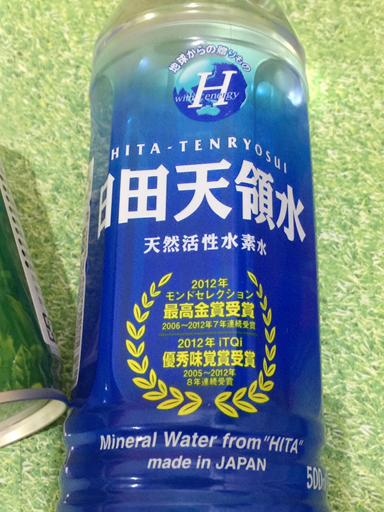 地球からの贈りもの
H
with energy
HITA-TENRYOSUI
日田天領水
天然活性水素水
2012年
モンドセレクション
最高金賞受賞
2006〜2012年7年連続受賞
2012年 iTQi
優秀味覚賞受賞
2005〜2012年
8年連続受賞
Mineral Water from "HITA"
made in JAPAN
500